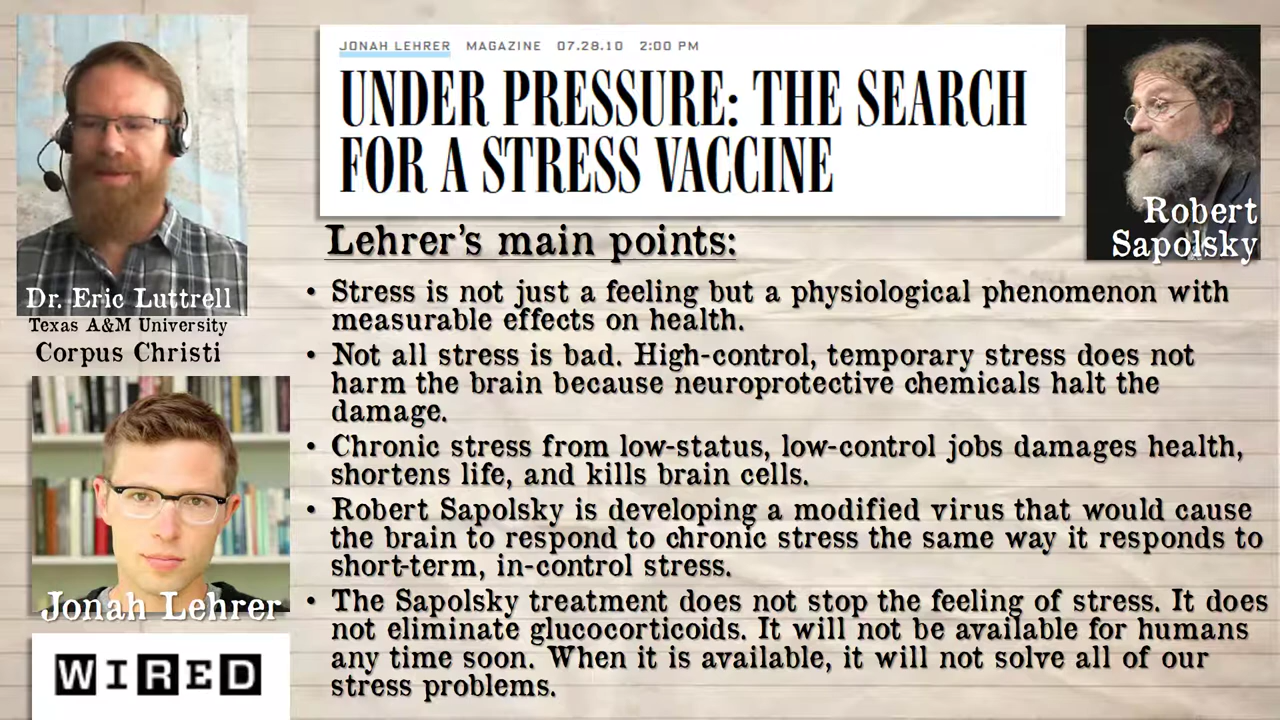 JONAH LEHRER MAGAZINE 07.28.10 2:00 PM
UNDER PRESSURE: THE SEARCH
FOR A STRESS VACCINE
Robert
Sapolsky
Dr. Eric Luttrell
Texas A&M University
Corpus Christi
Jonah Lehrer
WIRED
Lehrer's main points:
• Stress is not just a feeling but a physiological phenomenon with
measurable effects on health.
• Not all stress is bad. High-control, temporary stress does not
harm the brain because neuroprotective chemicals halt the
damage.
• Chronic stress from low-status, low-control jobs damages health,
shortens life, and kills brain cells.
• Robert Sapolsky is developing a modified virus that would cause
the brain to respond to chronic stress the same way it responds to
short-term, in-control stress.
• The Sapolsky treatment does not stop the feeling of stress. It does
not eliminate glucocorticoids. It will not be available for humans
any time soon. When it is available, it will not solve all of our
stress problems.